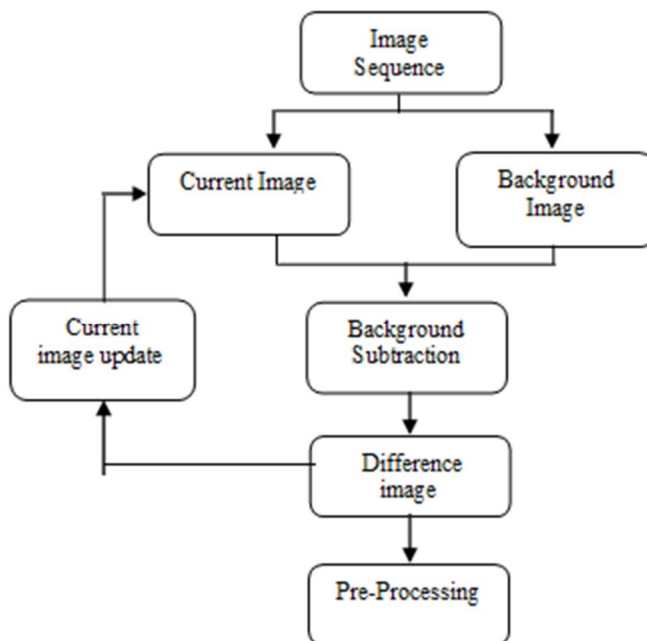 Image
Sequence
Current Image
Background
Image
Current
image update
Background
Subtraction
Difference
image
Pre-Processing